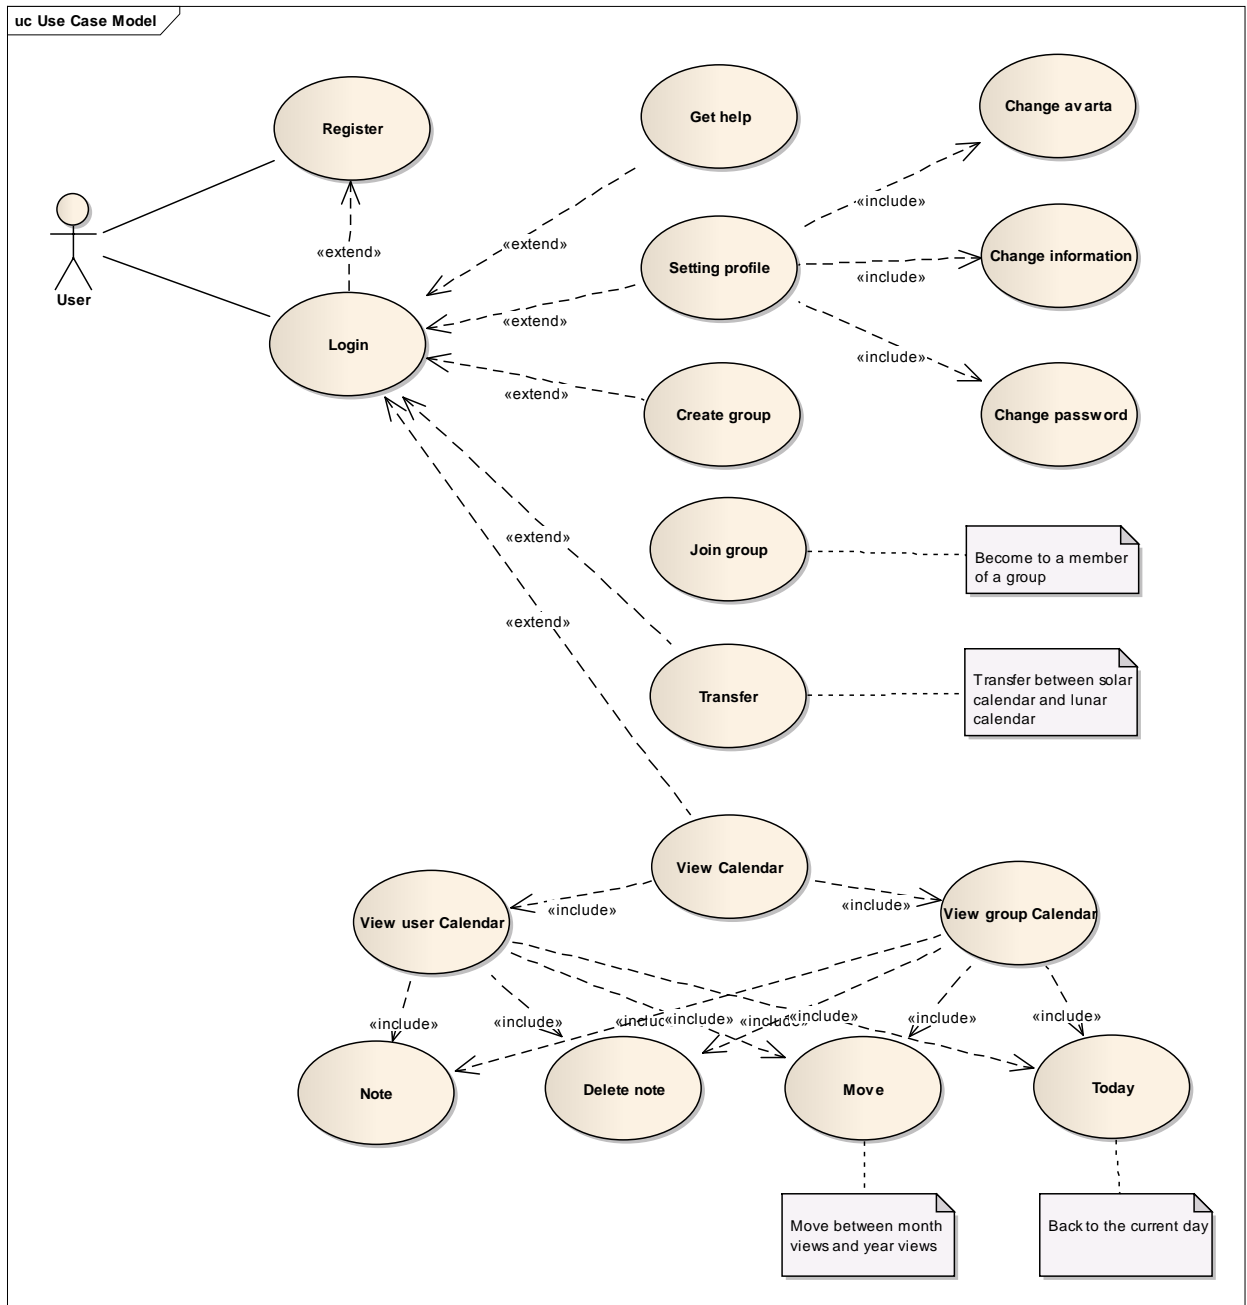 uc Use Case Model
Register
Get help
Change avarta
User
«extend»
«extend»
«include»
Setting profile
Change information
«include»
Login
«extend»
«include»
«extend»
Create group
Change password
«extend»
Join group
Become to a member
of a group
«extend»
Transfer
Transfer between solar
calendar and lunar
calendar
View Calendar
«include»
«include»
View user Calendar
View group Calendar
«include»
«include»
«include»
«include»
«include»
«include»
«include»
«include»
Note
Delete note
Move
Today
Move between month
views and year views
Back to the current day